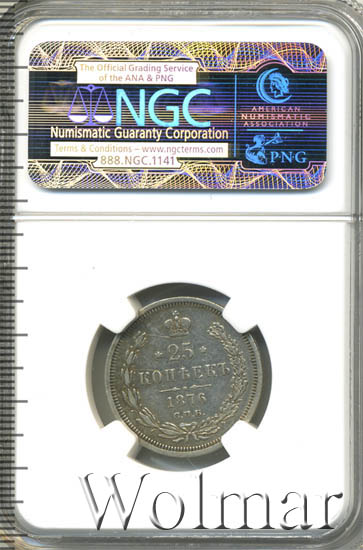 The Official Grading Service
of the ANA & PNG
NGC
Numismatic Guaranty Corporation
Terms & Conditions – www.ngcterms.com
888.NGC.1141
AMERICAN
NUMISMATIC
ASSOCIATION
PNG
25
КОПѢЕКЪ
1876
С.П.Б.
Wolmar